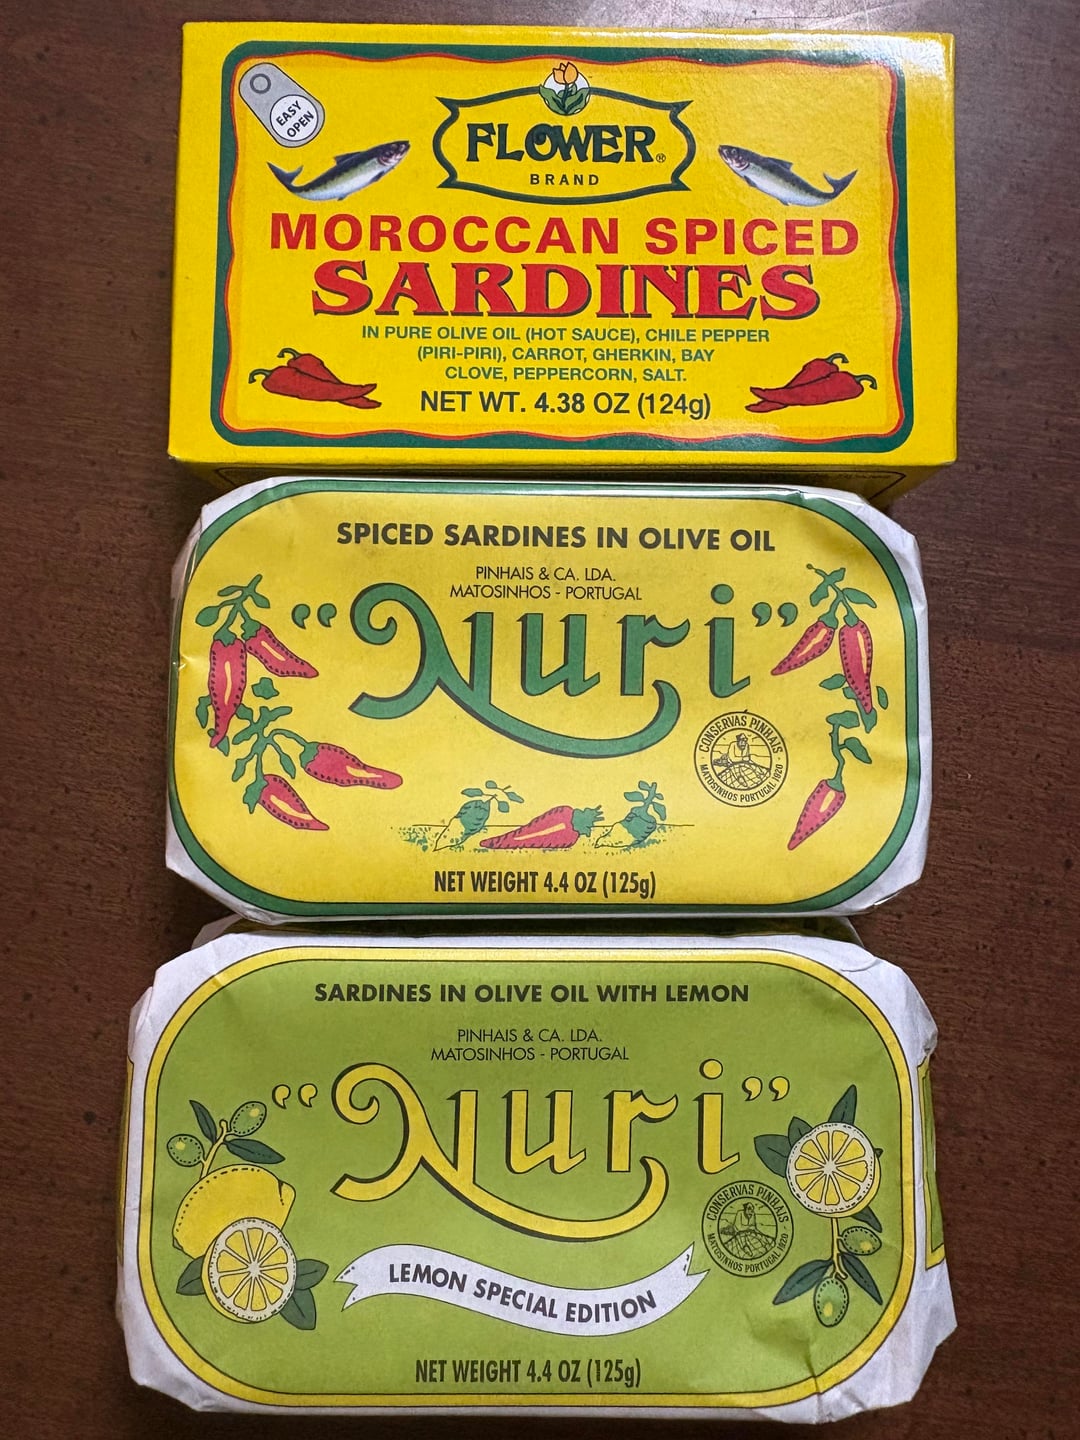 EASY
OPEN
FLOWER®
BRAND
MOROCCAN SPICED
SARDINES
IN PURE OLIVE OIL (HOT SAUCE), CHILE PEPPER
(PIRI-PIRI), CARROT, GHERKIN, BAY
CLOVE, PEPPERCORN, SALT.
NET WT. 4.38 OZ (124g)
SPICED SARDINES IN OLIVE OIL
PINHAIS & CA. LDA.
MATOSINHOS - PORTUGAL
“Nuri”
CONSERVAS PINHAIS
MATOSINHOS PORTUGAL 1920
NET WEIGHT 4.4 OZ (125g)
SARDINES IN OLIVE OIL WITH LEMON
PINHAIS & CA. LDA.
MATOSINHOS - PORTUGAL
“Nuri”
CONSERVAS PINHAIS
MATOSINHOS PORTUGAL 1920
LEMON SPECIAL EDITION
NET WEIGHT 4.4 OZ (125g)